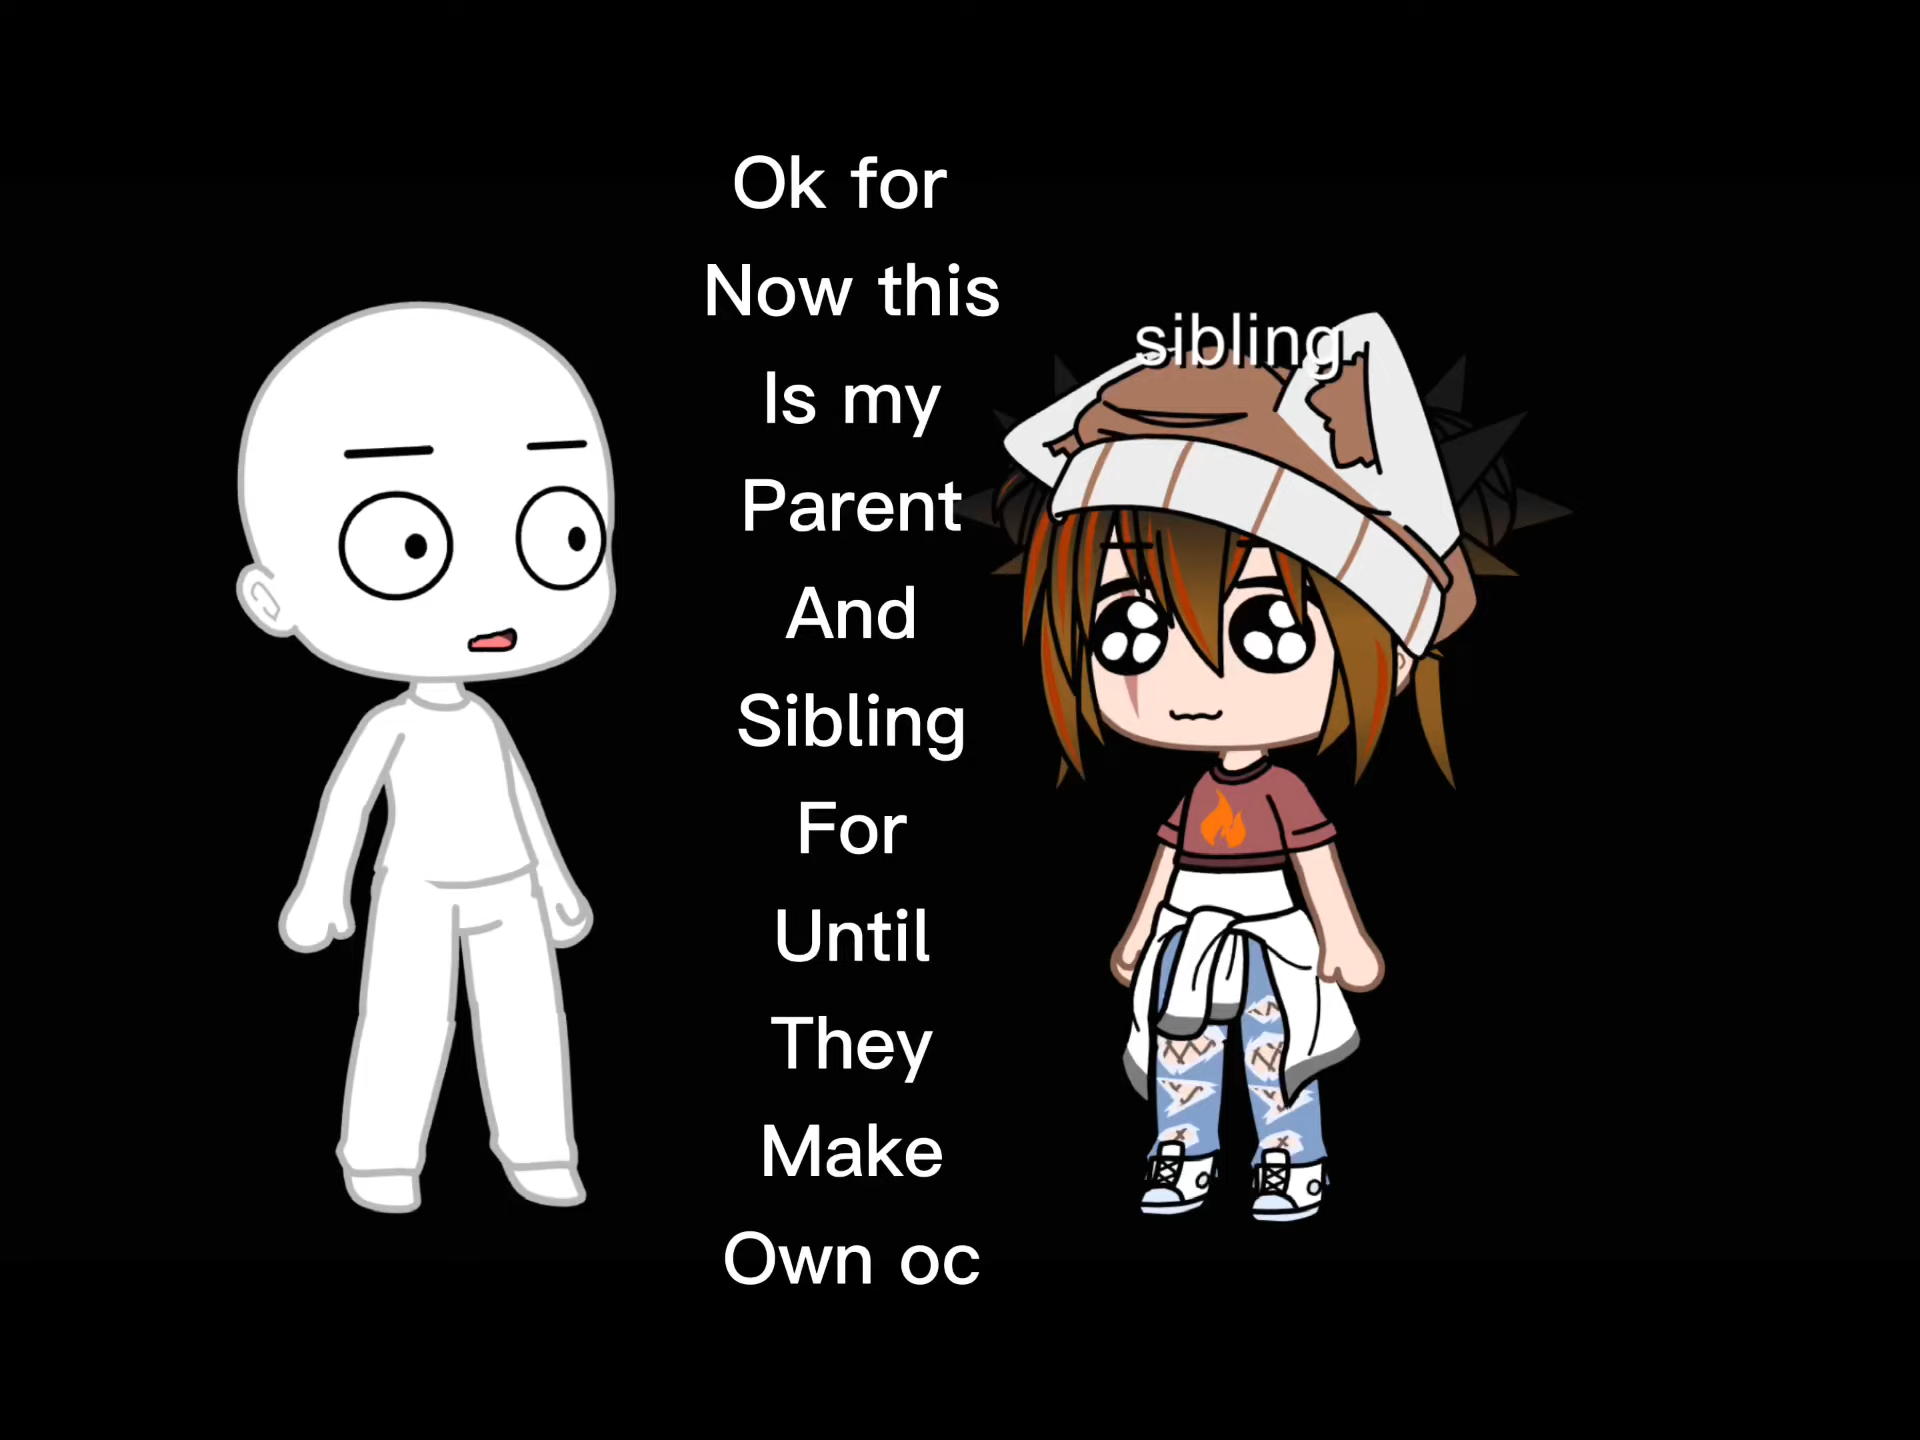 Ok for
Now this
Is my
Parent
And
Sibling
For
Until
They
Make
Own oc
sibling